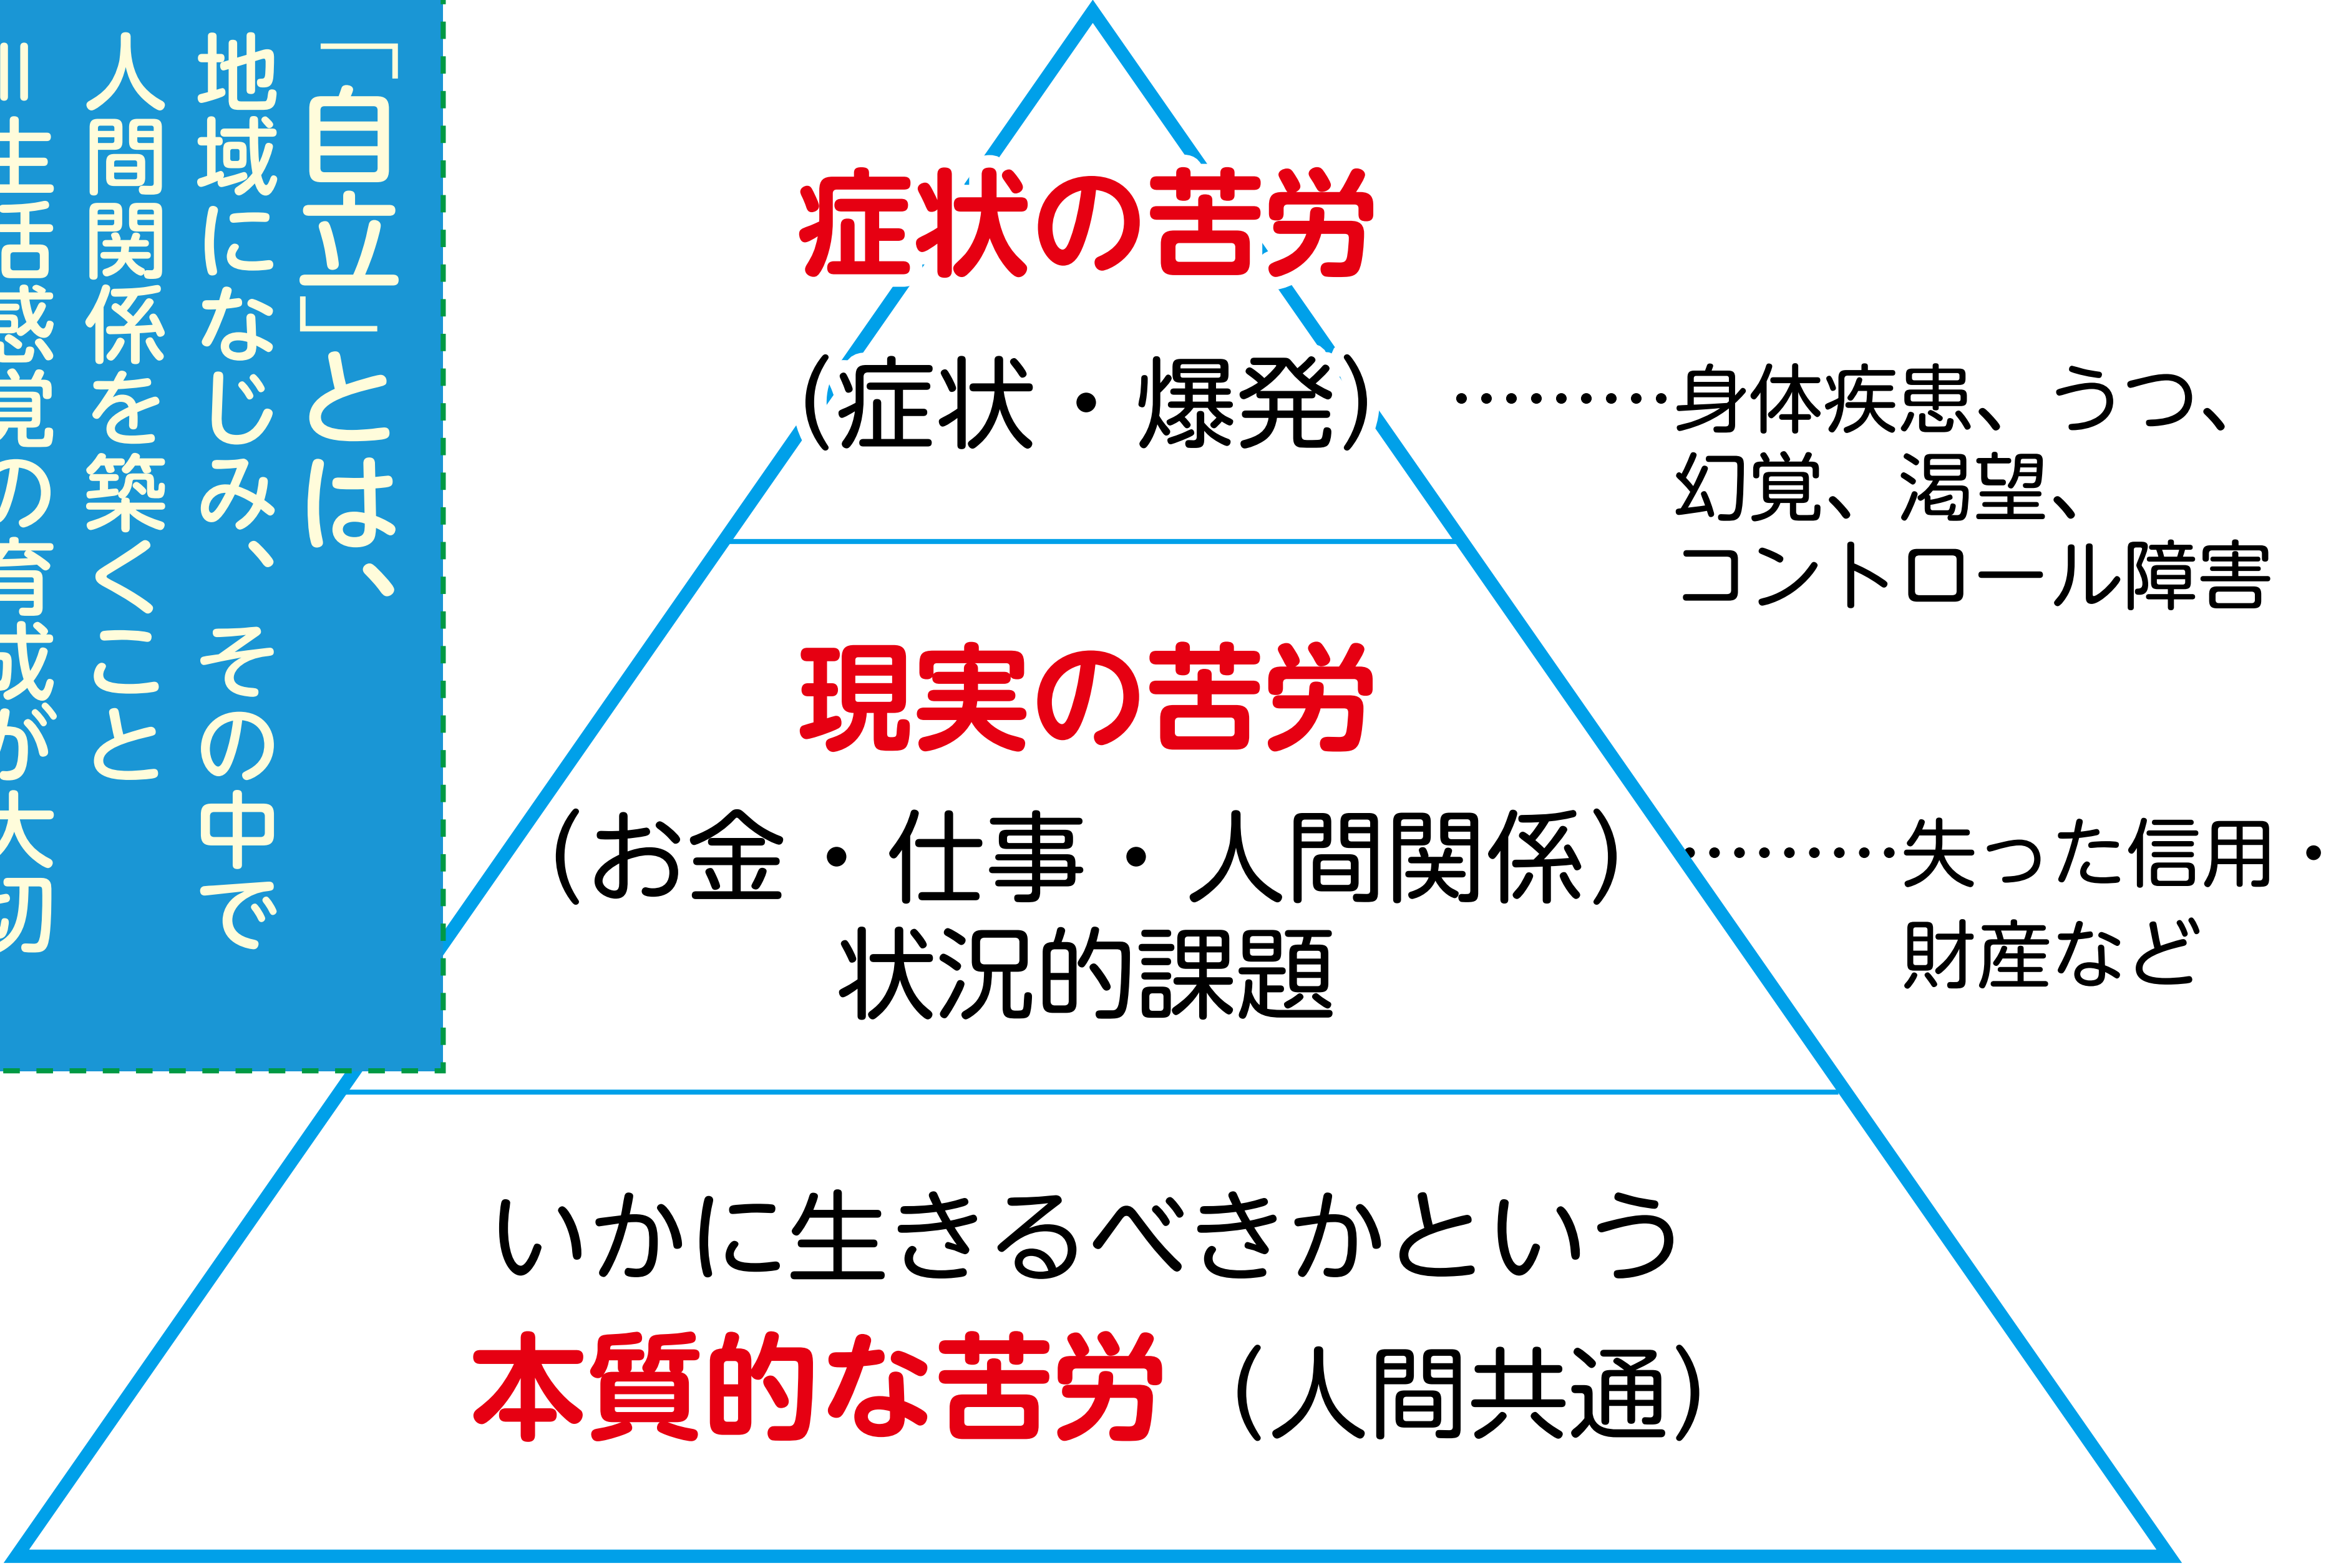 「自立」とは、
地域になじみ、その中で
人間関係を築くこと
＝生活感覚の育成が大切
症状の苦労
（症状・爆発）
………身体疾患、うつ、
幻覚、渇望、
コントロール障害
現実の苦労
（お金・仕事・人間関係）
………失った信用・
財産など
状況的課題
いかに生きるべきかという
本質的な苦労（人間共通）